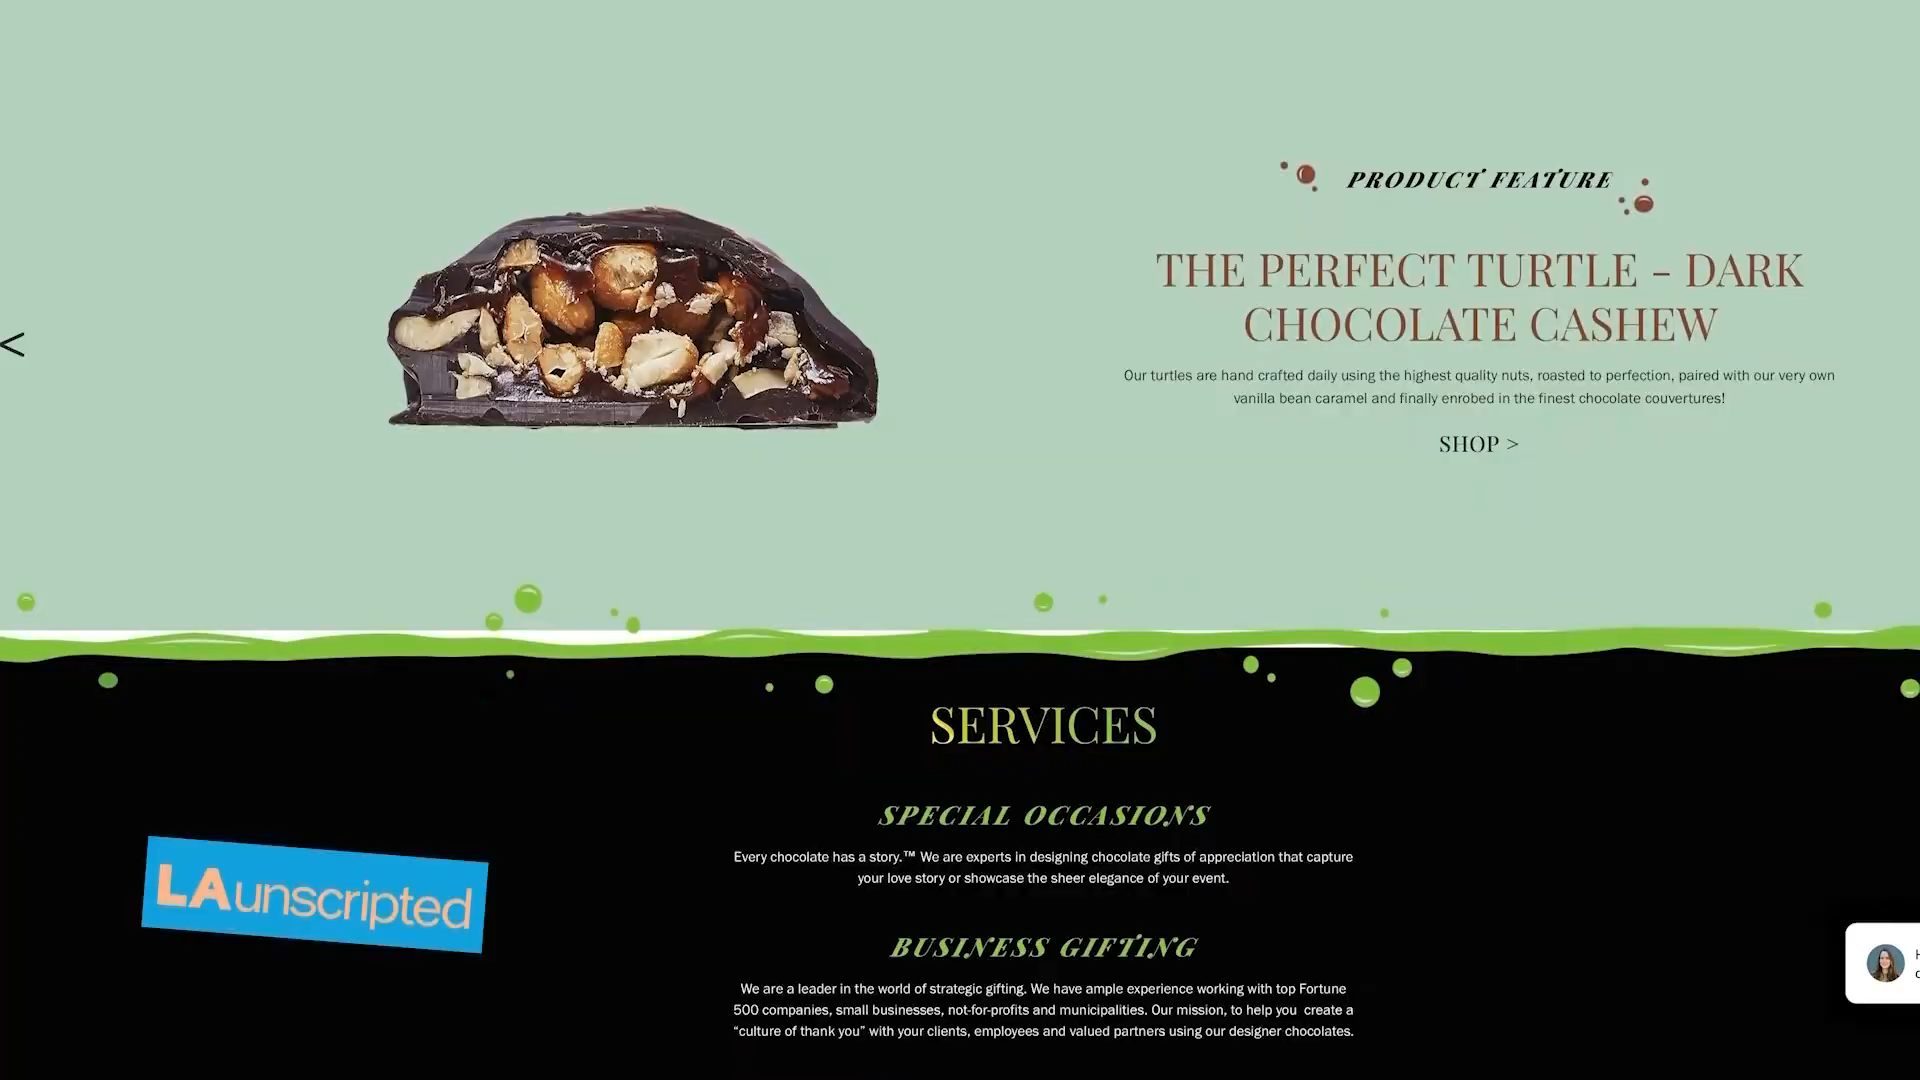 PRODUCT FEATURE
THE PERFECT TURTLE – DARK
CHOCOLATE CASHEW
Our turtles are hand crafted daily using the highest quality nuts, roasted to perfection, paired with our very own
vanilla bean caramel and finally enrobed in the finest chocolate couvertures!
SHOP >
<
SERVICES
SPECIAL OCCASIONS
Every chocolate has a story.™ We are experts in designing chocolate gifts of appreciation that capture
your love story or showcase the sheer elegance of your event.
LAunscripted
BUSINESS GIFTING
We are a leader in the world of strategic gifting. We have ample experience working with top Fortune
500 companies, small businesses, not-for-profits and municipalities. Our mission, to help you create a
“culture of thank you” with your clients, employees and valued partners using our designer chocolates.